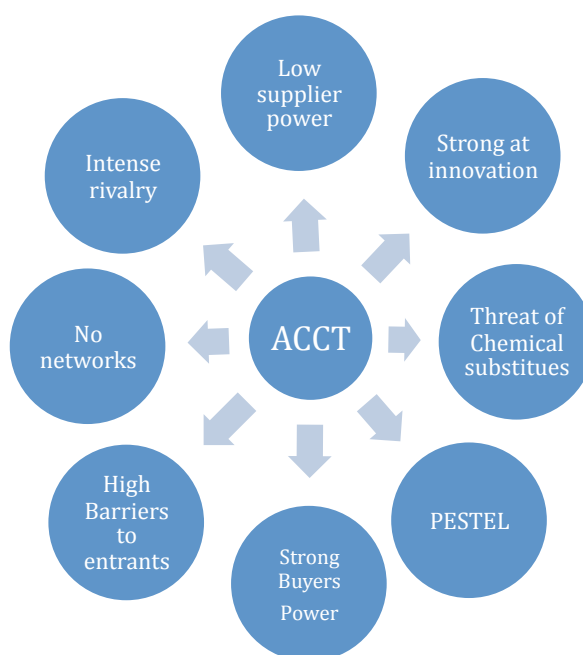 Low
supplier
power
Strong at
innovation
Threat of
Chemical
substitues
PESTEL
Strong
Buyers
Power
High
Barriers
to
entrants
No
networks
Intense
rivalry
ACCT